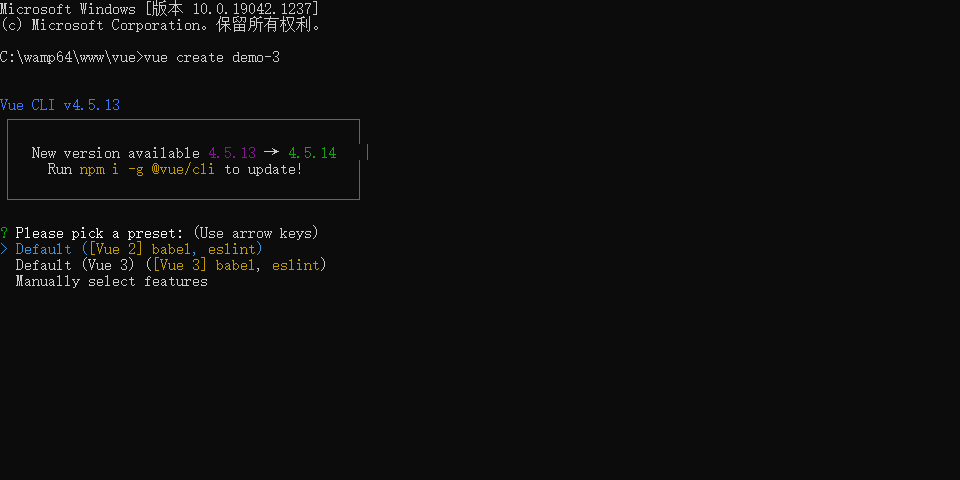 Microsoft Windows [版本 10.0.19042.1237]
(c) Microsoft Corporation。保留所有权利。
C:\wamp64\www\vue>vue create demo-3
Vue CLI v4.5.13
New version available 4.5.13 → 4.5.14
Run npm i -g @vue/cli to update!
? Please pick a preset: (Use arrow keys)
> Default ([Vue 2] babel, eslint)
Default (Vue 3) ([Vue 3] babel, eslint)
Manually select features